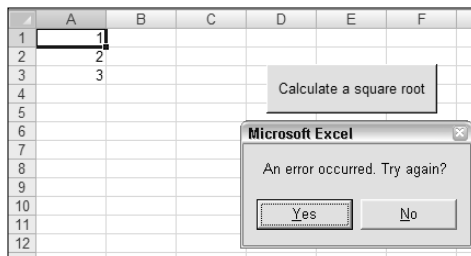 A B C D E F
1 1
2 2
3 3
4
Calculate a square root
5
6
Microsoft Excel
7
8
An error occurred. Try again?
9
10
Yes No
11
12